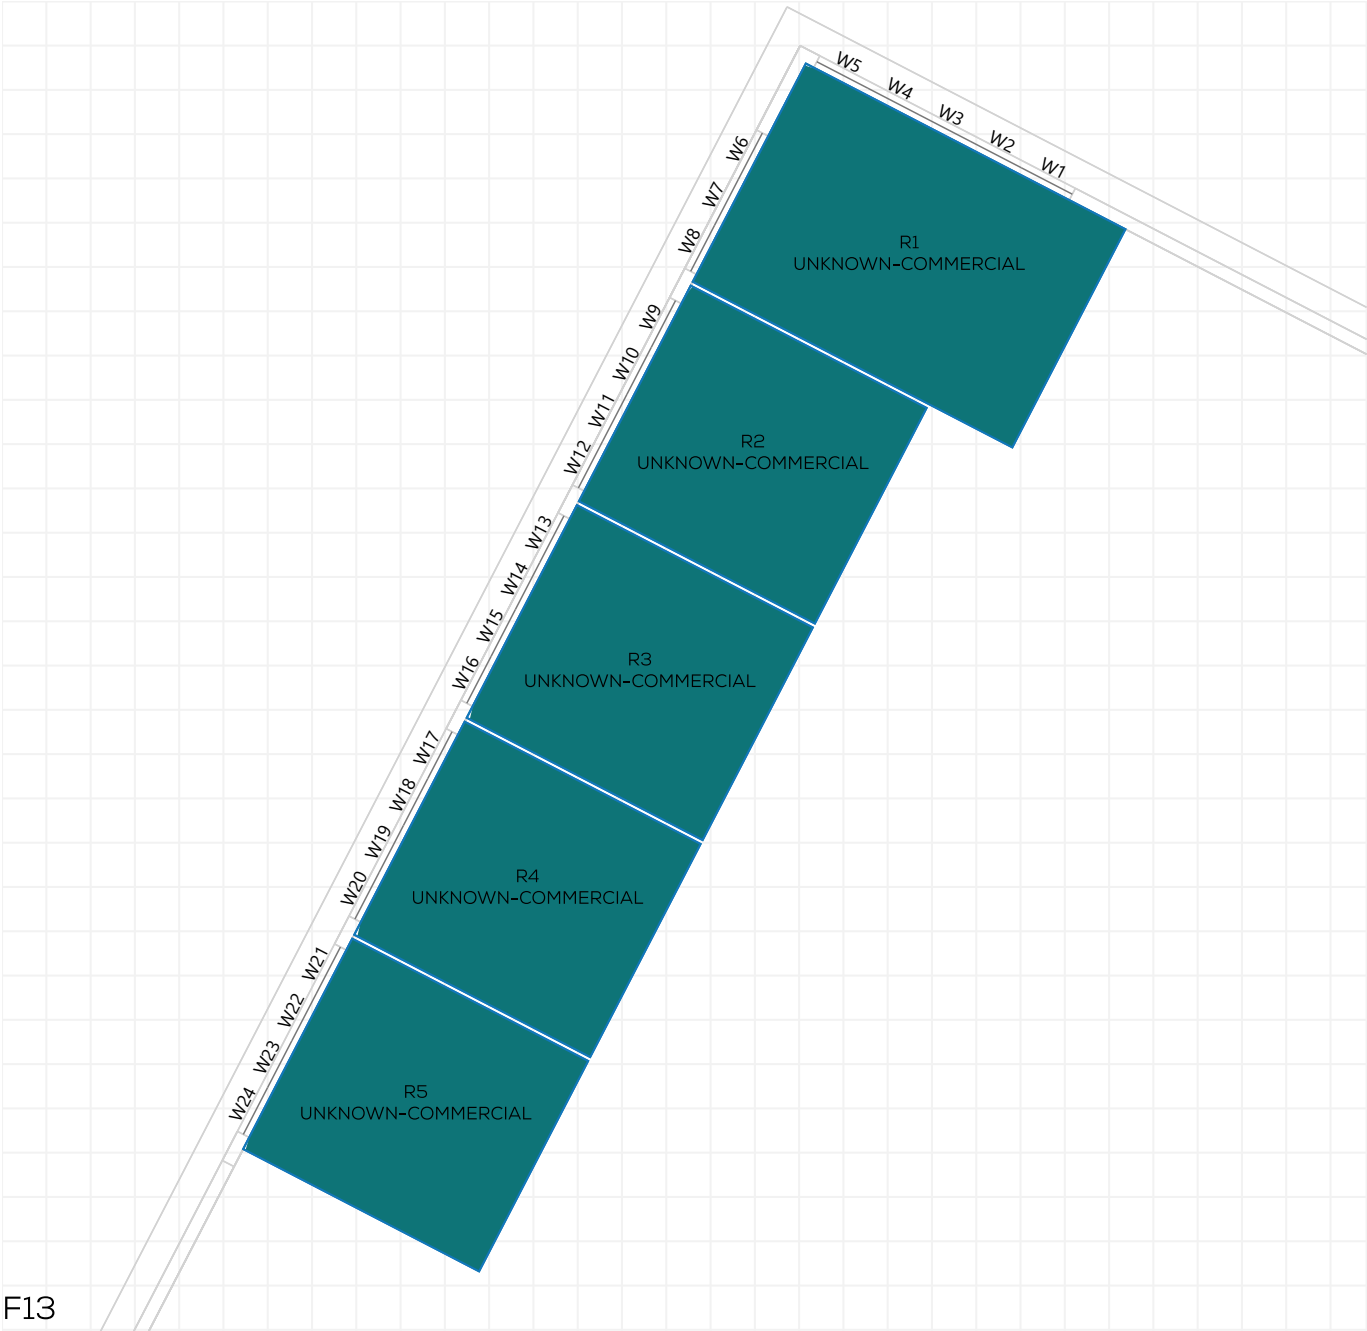 W5
W4
W3
W2
W1
W6
W7
W8
R1
UNKNOWN-COMMERCIAL
W9
W10
W11
W12
R2
UNKNOWN-COMMERCIAL
W13
W14
W15
W16
R3
UNKNOWN-COMMERCIAL
W17
W18
W19
W20
R4
UNKNOWN-COMMERCIAL
W21
W22
W23
W24
R5
UNKNOWN-COMMERCIAL
F13